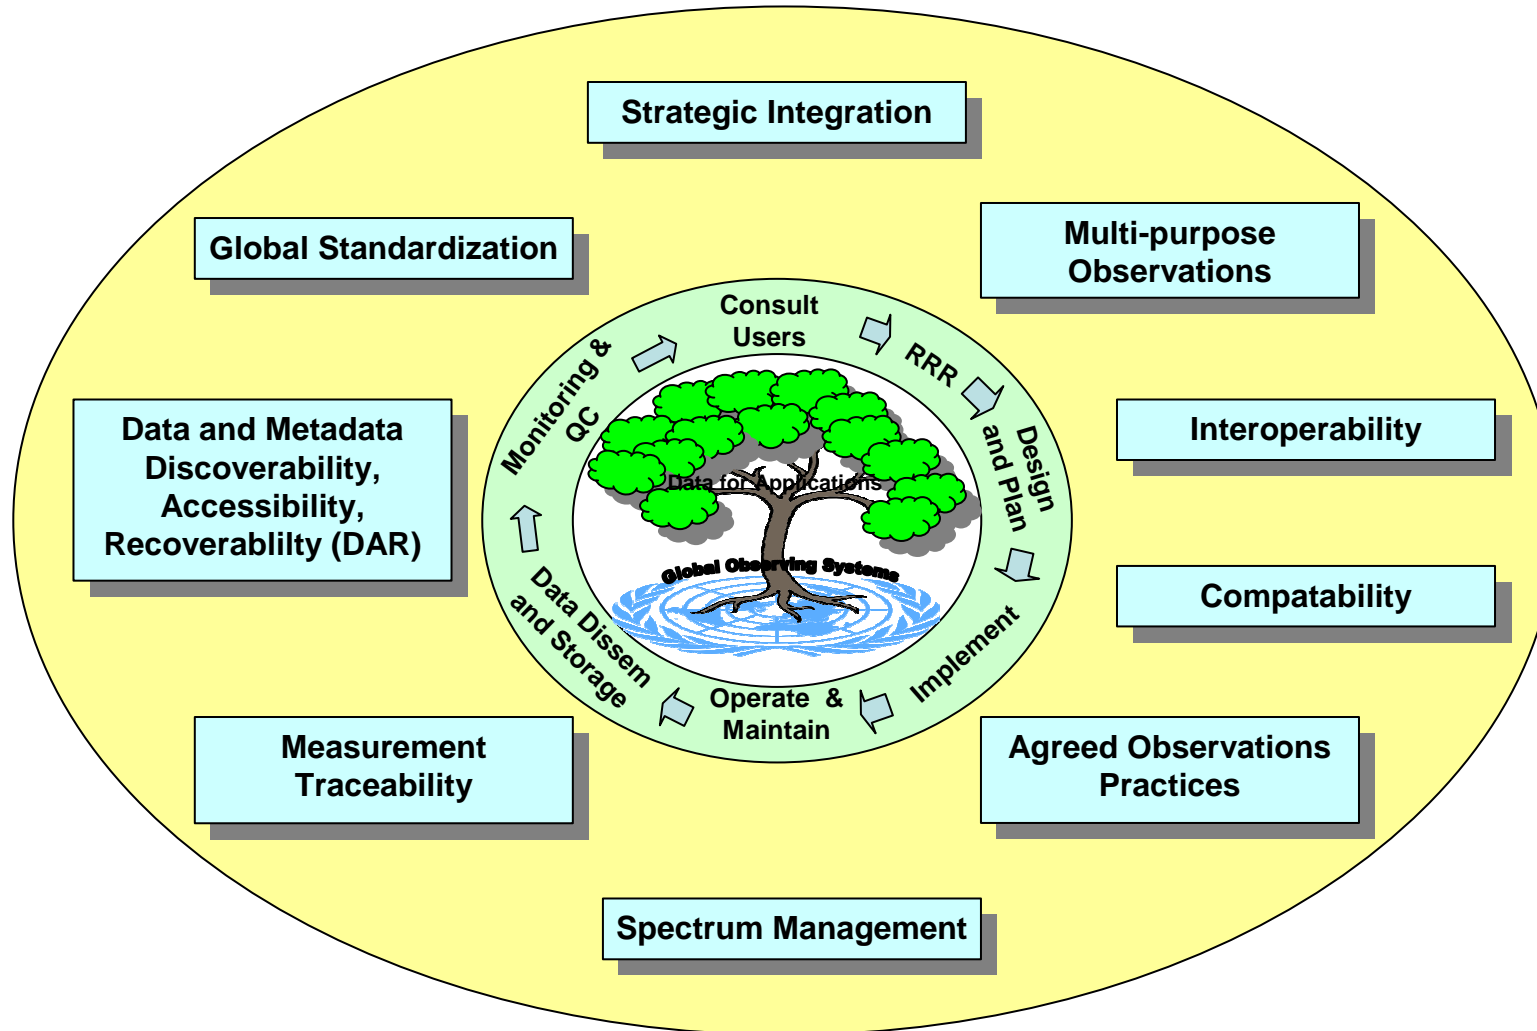 Strategic Integration
Global Standardization
Multi-purpose
Observations
Consult
Users
RRR
Design
and Plan
Implement
Operate &
Maintain
Data Dissem
and Storage
Monitoring &
QC
Data for Applications
Global Observing Systems
Data and Metadata
Discoverability,
Accessibility,
Recoverablilty (DAR)
Interoperability
Compatability
Measurement
Traceability
Agreed Observations
Practices
Spectrum Management